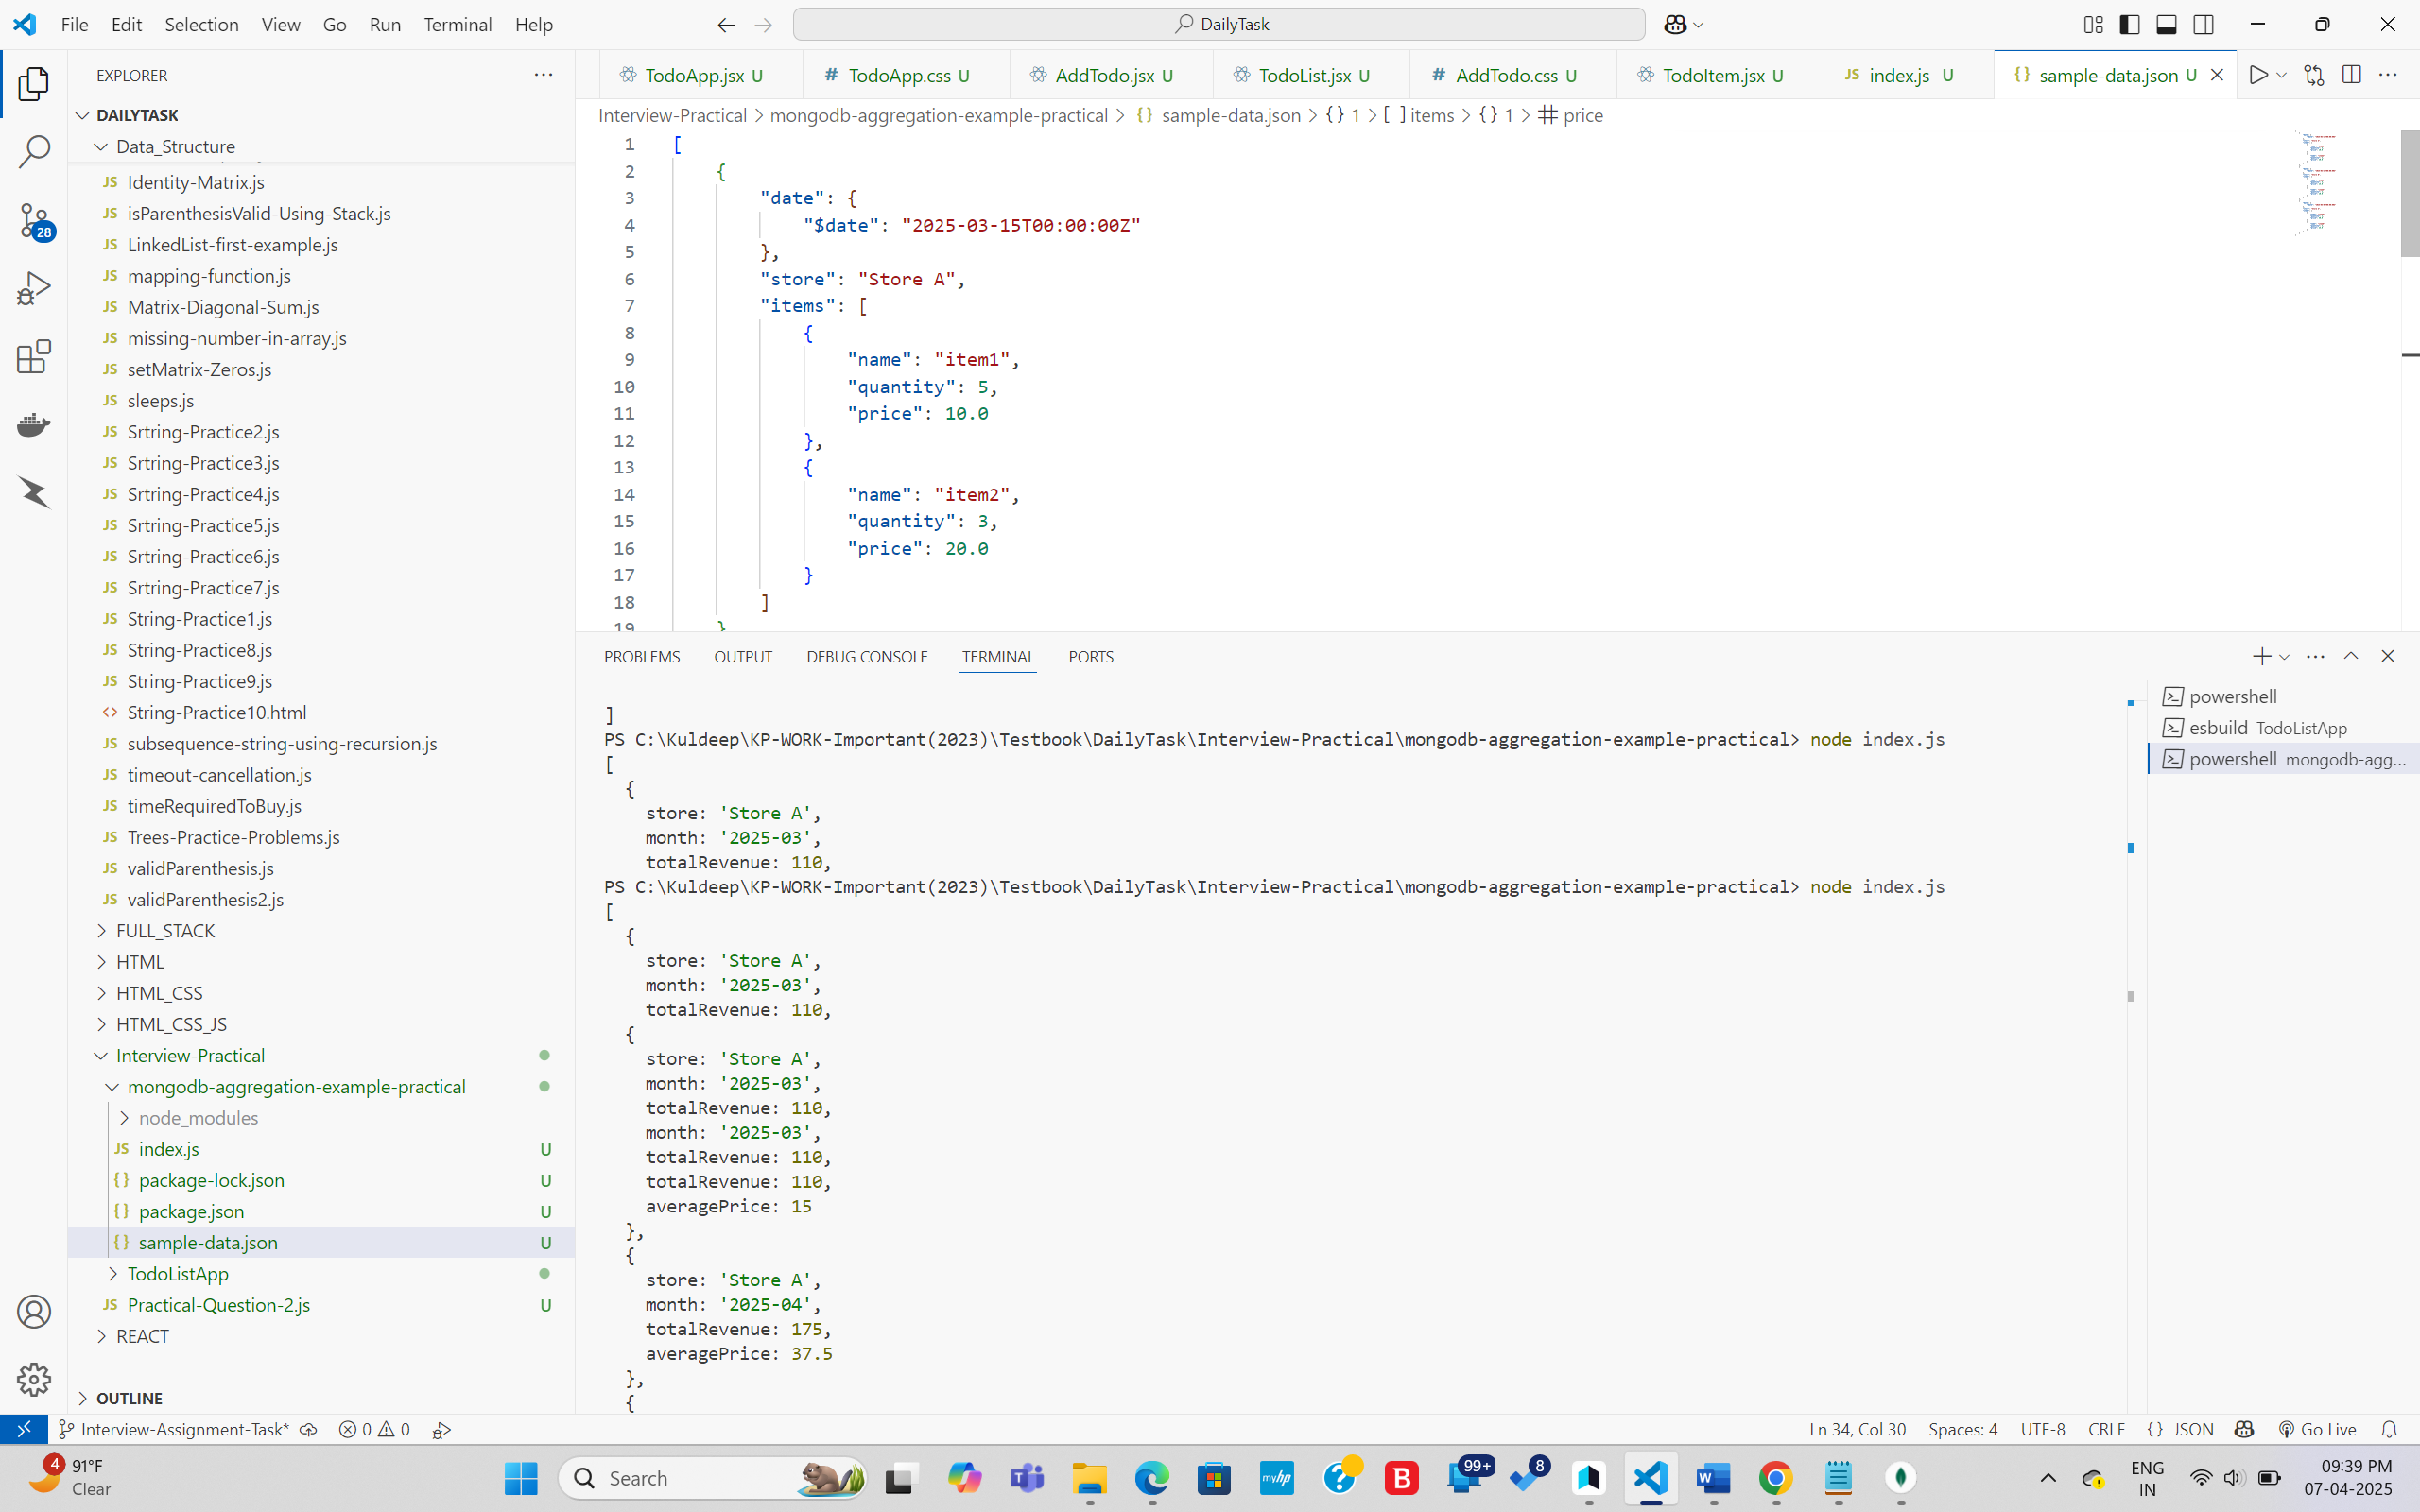 File Edit Selection View Go Run Terminal Help
DailyTask
EXPLORER
DAILYTASK
Data_Structure
JS Identity-Matrix.js
JS isParenthesisValid-Using-Stack.js
JS LinkedList-first-example.js
JS mapping-function.js
JS Matrix-Diagonal-Sum.js
JS missing-number-in-array.js
JS setMatrix-Zeros.js
JS sleeps.js
JS Srtring-Practice2.js
JS Srtring-Practice3.js
JS Srtring-Practice4.js
JS Srtring-Practice5.js
JS Srtring-Practice6.js
JS Srtring-Practice7.js
JS String-Practice1.js
JS String-Practice8.js
JS String-Practice9.js
<> String-Practice10.html
JS subsequence-string-using-recursion.js
JS timeout-cancellation.js
JS timeRequiredToBuy.js
JS Trees-Practice-Problems.js
JS validParenthesis.js
JS validParenthesis2.js
FULL_STACK
HTML
HTML_CSS
HTML_CSS_JS
Interview-Practical
mongodb-aggregation-example-practical
node_modules
JS index.js U
{} package-lock.json U
{} package.json U
{} sample-data.json U
TodoListApp
JS Practical-Question-2.js U
REACT
OUTLINE
28
TodoApp.jsx U # TodoApp.css U AddTodo.jsx U TodoList.jsx U # AddTodo.css U TodoItem.jsx U JS index.js U {} sample-data.json U
Interview-Practical > mongodb-aggregation-example-practical > {} sample-data.json > {} 1 > [ ] items > {} 1 > # price
1 [
2 {
3 "date": {
4 "$date": "2025-03-15T00:00:00Z"
5 },
6 "store": "Store A",
7 "items": [
8 {
9 "name": "item1",
10 "quantity": 5,
11 "price": 10.0
12 },
13 {
14 "name": "item2",
15 "quantity": 3,
16 "price": 20.0
17 }
18 ]
19 }
PROBLEMS OUTPUT DEBUG CONSOLE TERMINAL PORTS
]
PS C:\Kuldeep\KP-WORK-Important(2023)\Testbook\DailyTask\Interview-Practical\mongodb-aggregation-example-practical> node index.js
[
{
store: 'Store A',
month: '2025-03',
totalRevenue: 110,
PS C:\Kuldeep\KP-WORK-Important(2023)\Testbook\DailyTask\Interview-Practical\mongodb-aggregation-example-practical> node index.js
[
{
store: 'Store A',
month: '2025-03',
totalRevenue: 110,
{
store: 'Store A',
month: '2025-03',
totalRevenue: 110,
month: '2025-03',
totalRevenue: 110,
totalRevenue: 110,
averagePrice: 15
},
{
store: 'Store A',
month: '2025-04',
totalRevenue: 175,
averagePrice: 37.5
},
{
powershell
esbuild TodoListApp
powershell mongodb-agg...
Interview-Assignment-Task* 0 0 Ln 34, Col 30 Spaces: 4 UTF-8 CRLF {} JSON Go Live
4 91°F
Clear
Search
myhp
B
99+
8
ENG
IN
09:39 PM
07-04-2025